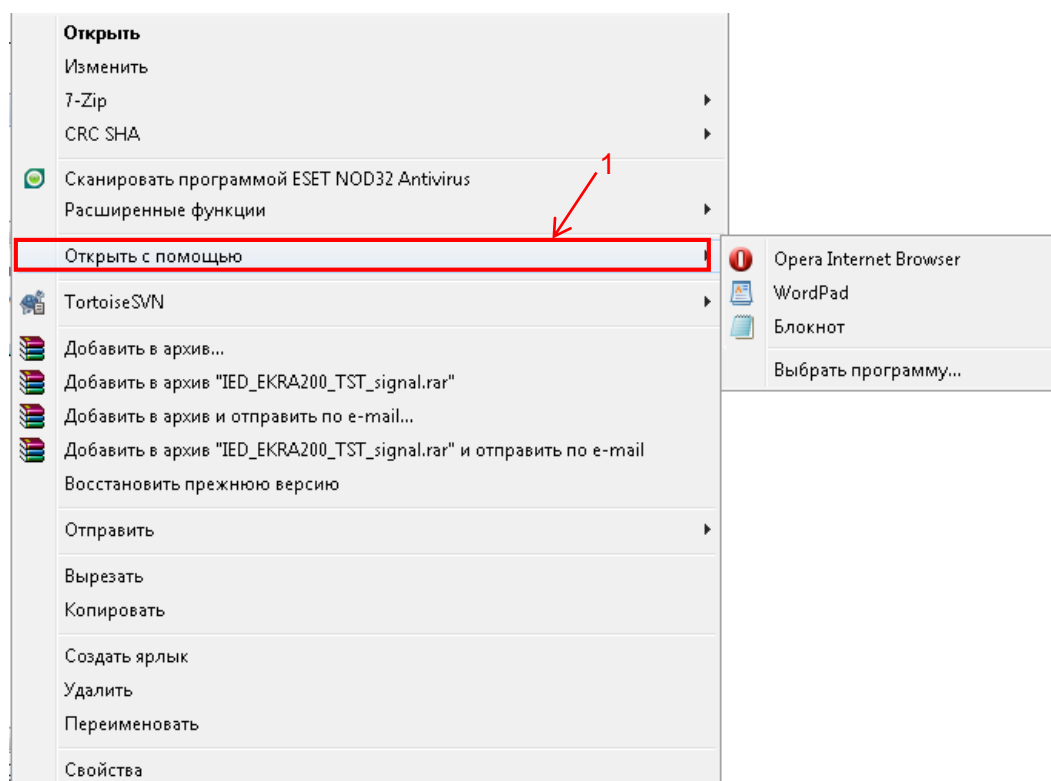 Открыть
Изменить
7-Zip
CRC SHA
1
Сканировать программой ESET NOD32 Antivirus
Расширенные функции
Открыть с помощью
Opera Internet Browser
WordPad
Блокнот
Выбрать программу...
TortoiseSVN
Добавить в архив...
Добавить в архив "IED_EKRA200_TST_signal.rar"
Добавить в архив и отправить по e-mail...
Добавить в архив "IED_EKRA200_TST_signal.rar" и отправить по e-mail
Восстановить прежнюю версию
Отправить
Вырезать
Копировать
Создать ярлык
Удалить
Переименовать
Свойства